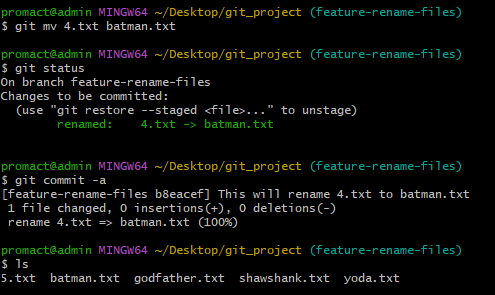 promact@admin MINGW64 ~/Desktop/git_project (feature-rename-files)
$ git mv 4.txt batman.txt
promact@admin MINGW64 ~/Desktop/git_project (feature-rename-files)
$ git status
On branch feature-rename-files
Changes to be committed:
  (use "git restore --staged <file>..." to unstage)
        renamed:    4.txt -> batman.txt
promact@admin MINGW64 ~/Desktop/git_project (feature-rename-files)
$ git commit -a
[feature-rename-files b8eacef] This will rename 4.txt to batman.txt
 1 file changed, 0 insertions(+), 0 deletions(-)
 rename 4.txt => batman.txt (100%)
promact@admin MINGW64 ~/Desktop/git_project (feature-rename-files)
$ ls
5.txt  batman.txt  godfather.txt  shawshank.txt  yoda.txt